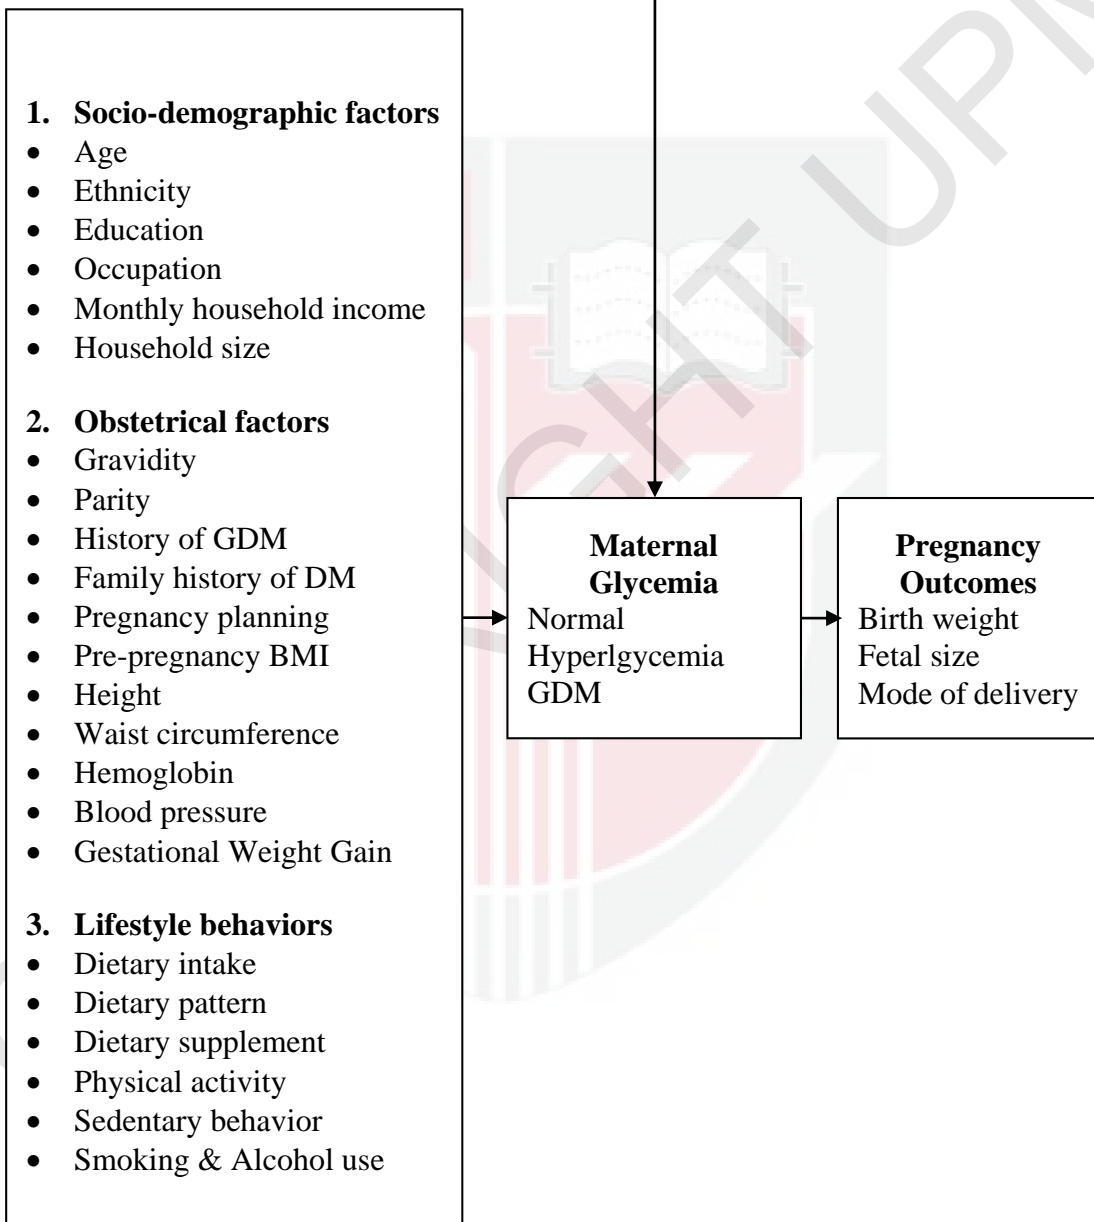 1. Socio-demographic factors
• Age
• Ethnicity
• Education
• Occupation
• Monthly household income
• Household size
2. Obstetrical factors
• Gravidity
• Parity
• History of GDM
• Family history of DM
• Pregnancy planning
• Pre-pregnancy BMI
• Height
• Waist circumference
• Hemoglobin
• Blood pressure
• Gestational Weight Gain
3. Lifestyle behaviors
• Dietary intake
• Dietary pattern
• Dietary supplement
• Physical activity
• Sedentary behavior
• Smoking & Alcohol use
Maternal
Glycemia
Normal
Hyperlgycemia
GDM
Pregnancy
Outcomes
Birth weight
Fetal size
Mode of delivery
UPM